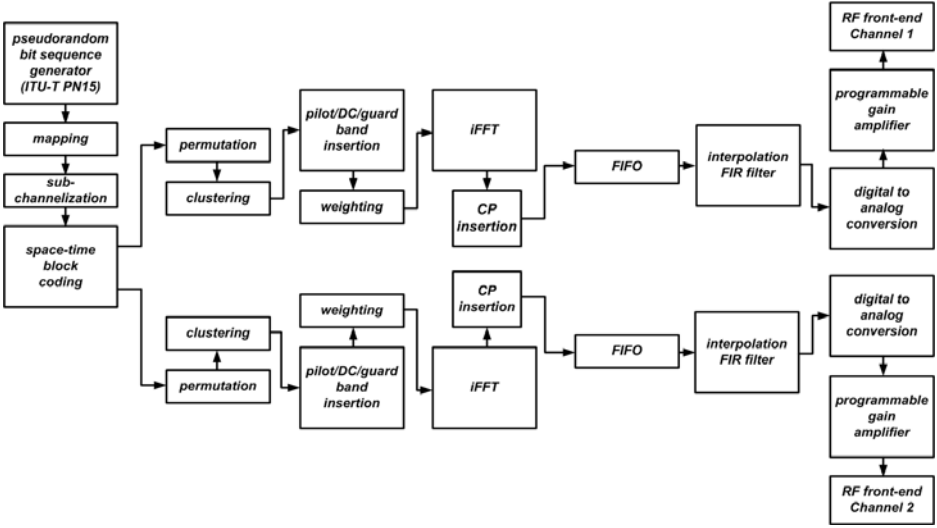 pseudorandom
bit sequence
generator
(ITU-T PN15)
mapping
sub-
channelization
space-time
block
coding
permutation
clustering
pilot/DC/guard
band
insertion
weighting
iFFT
CP
insertion
FIFO
interpolation
FIR filter
digital to
analog
conversion
programmable
gain
amplifier
RF front-end
Channel 1
permutation
clustering
pilot/DC/guard
band
insertion
weighting
iFFT
CP
insertion
FIFO
interpolation
FIR filter
digital to
analog
conversion
programmable
gain
amplifier
RF front-end
Channel 2